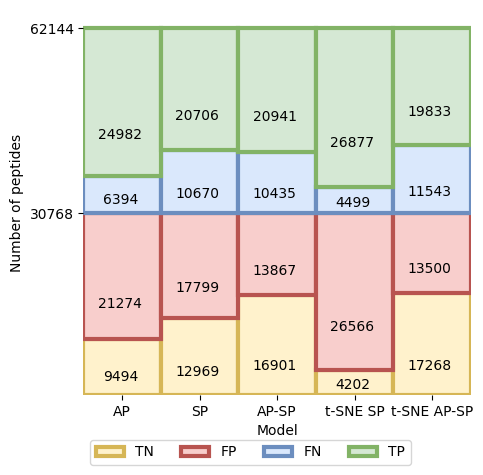 62144
24982 20706 20941 26877 19833
6394 10670 10435 4499 11543
30768
21274 17799 13867 26566 13500
9494 12969 16901 4202 17268
Number of peptides
AP SP AP-SP t-SNE SP t-SNE AP-SP
Model
TN FP FN TP